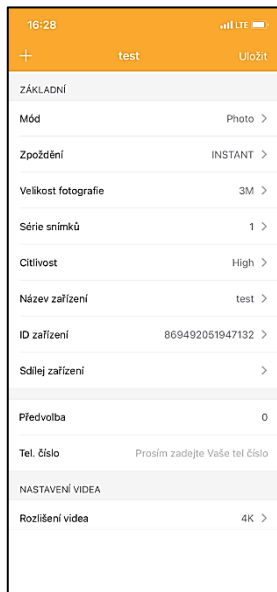 16:28 LTE
+ test Uložit
ZÁKLADNÍ
Mód Photo >
Zpoždění INSTANT >
Velikost fotografie 3M >
Série snímků 1 >
Citlivost High >
Název zařízení test >
ID zařízení 869492051947132 >
Sdílej zařízení >
Předvolba 0
Tel. číslo Prosím zadejte Vaše tel číslo
NASTAVENÍ VIDEA
Rozlišení videa 4K >